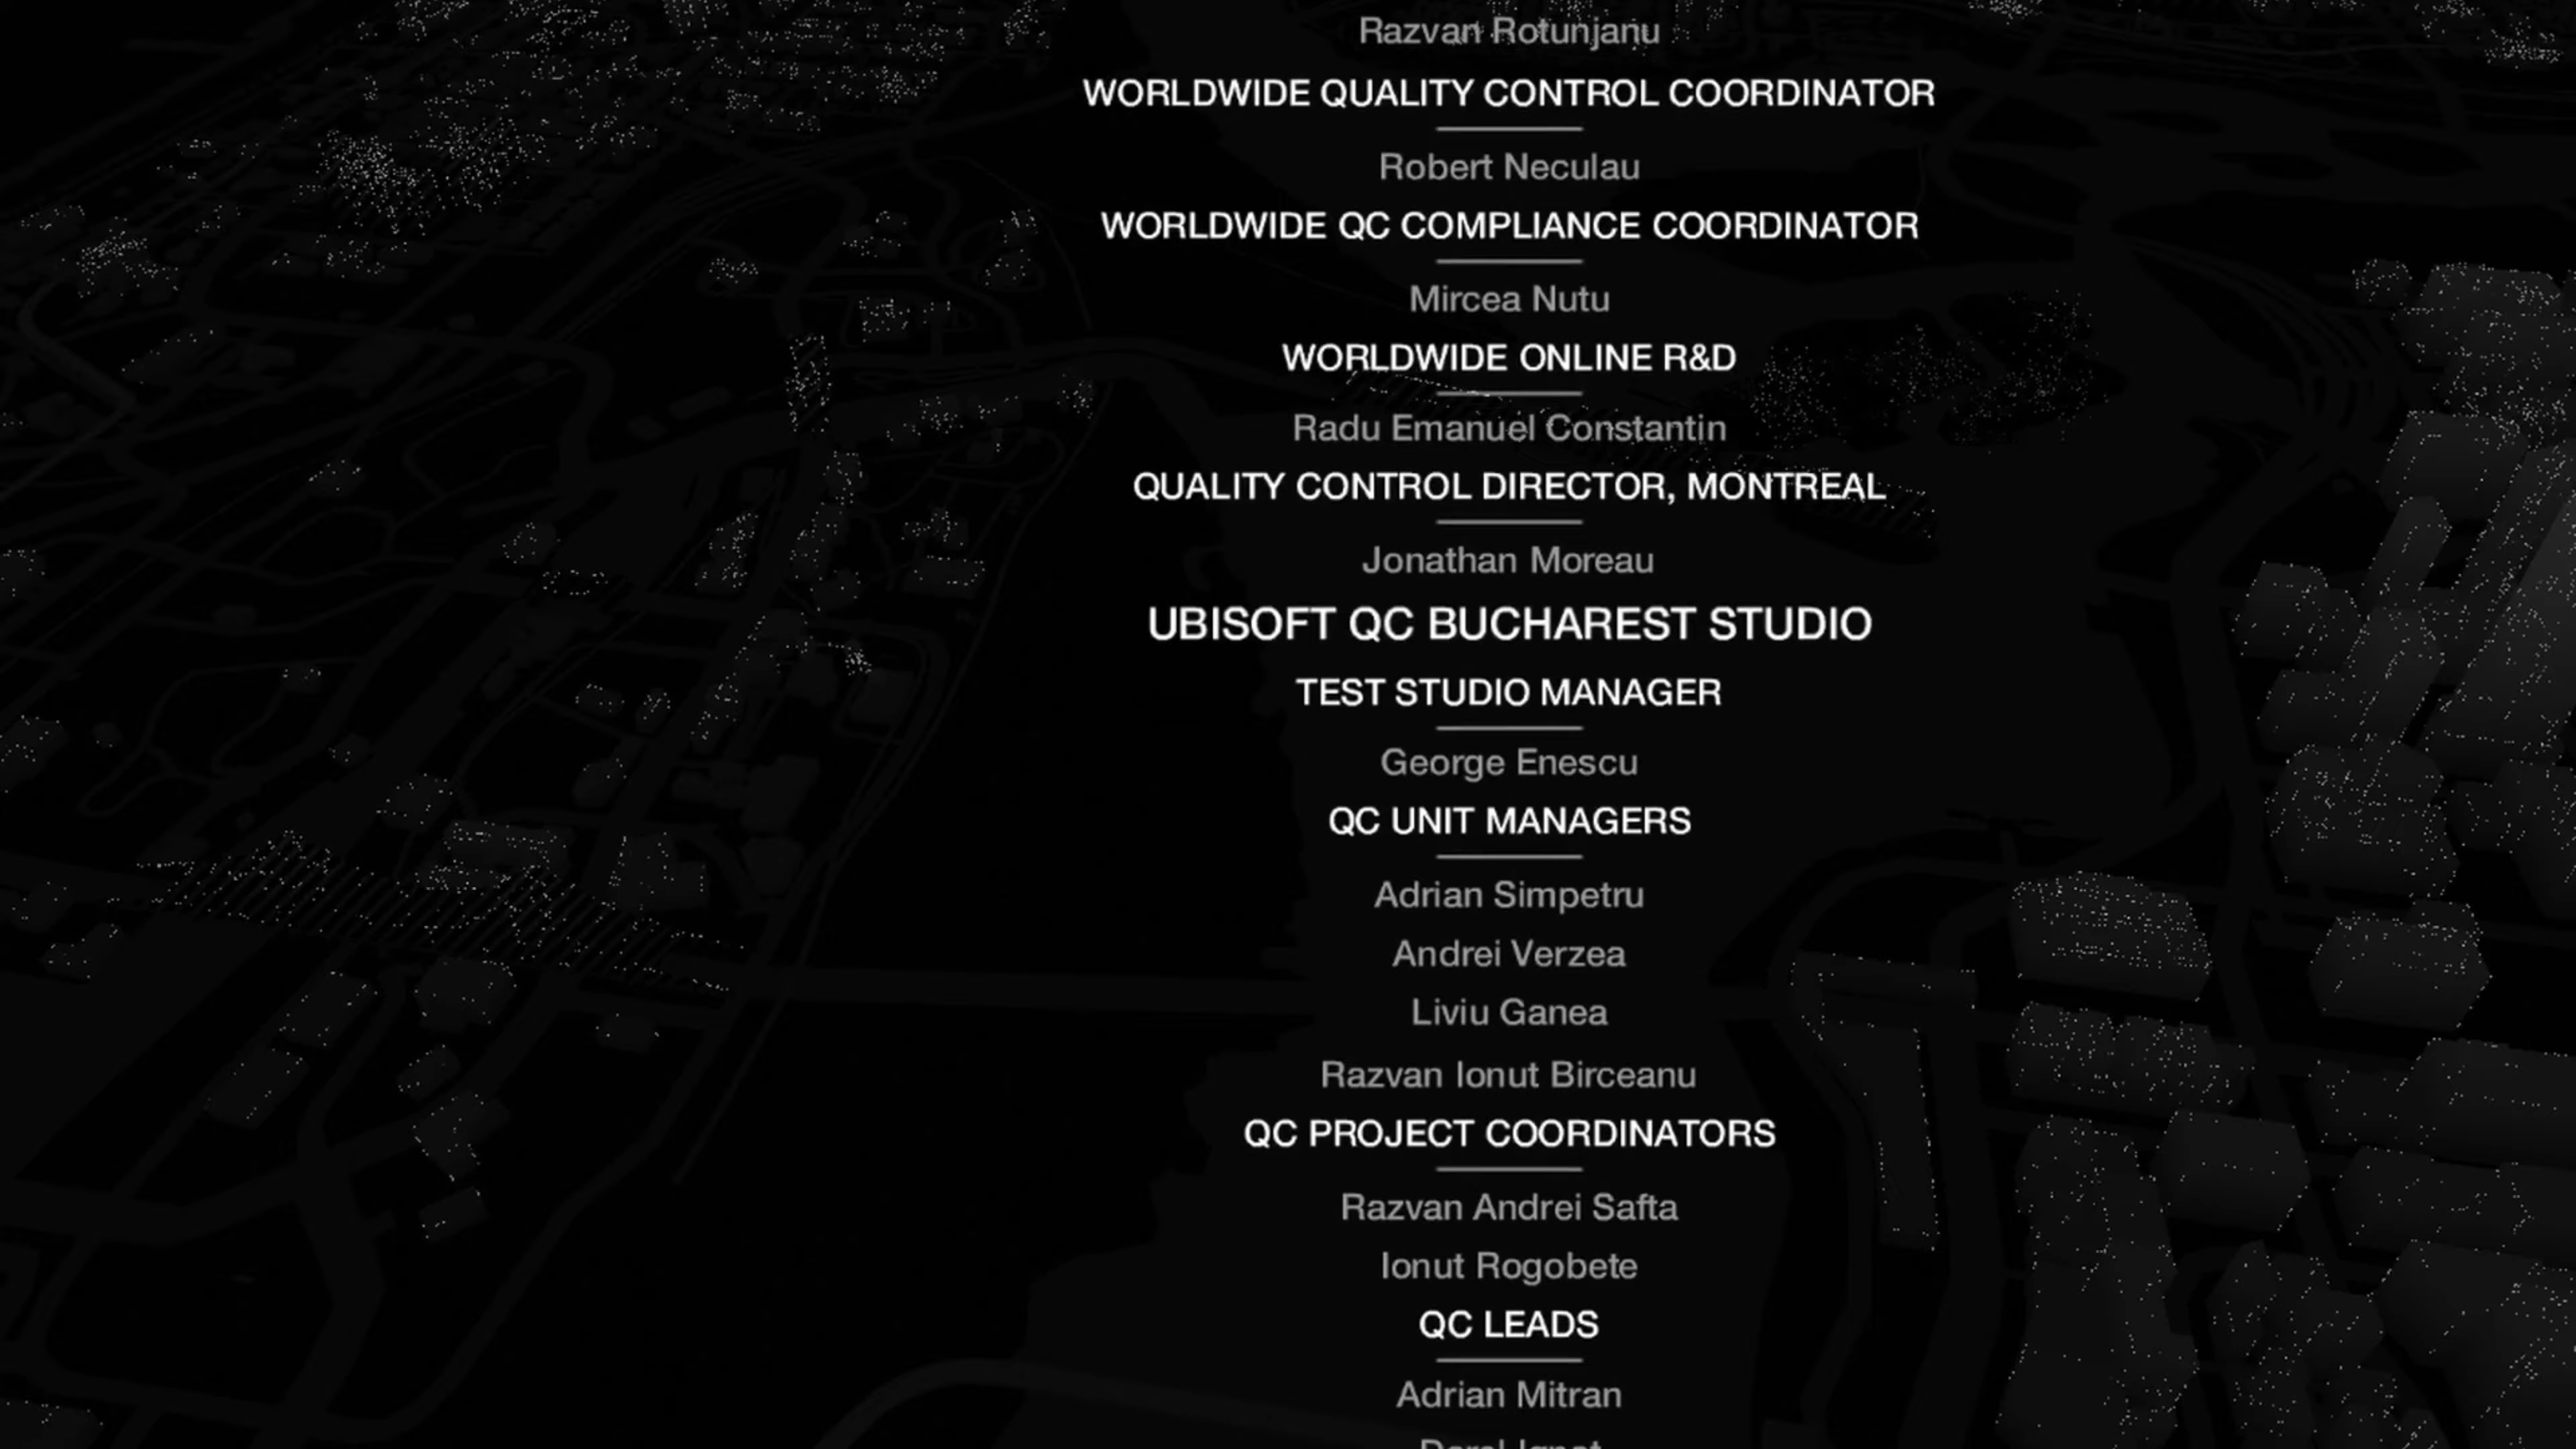 Razvan Rotunjanu
WORLDWIDE QUALITY CONTROL COORDINATOR
Robert Neculau
WORLDWIDE QC COMPLIANCE COORDINATOR
Mircea Nutu
WORLDWIDE ONLINE R&D
Radu Emanuel Constantin
QUALITY CONTROL DIRECTOR, MONTREAL
Jonathan Moreau
UBISOFT QC BUCHAREST STUDIO
TEST STUDIO MANAGER
George Enescu
QC UNIT MANAGERS
Adrian Simpetru
Andrei Verzea
Liviu Ganea
Razvan Ionut Birceanu
QC PROJECT COORDINATORS
Razvan Andrei Safta
Ionut Rogobete
QC LEADS
Adrian Mitran